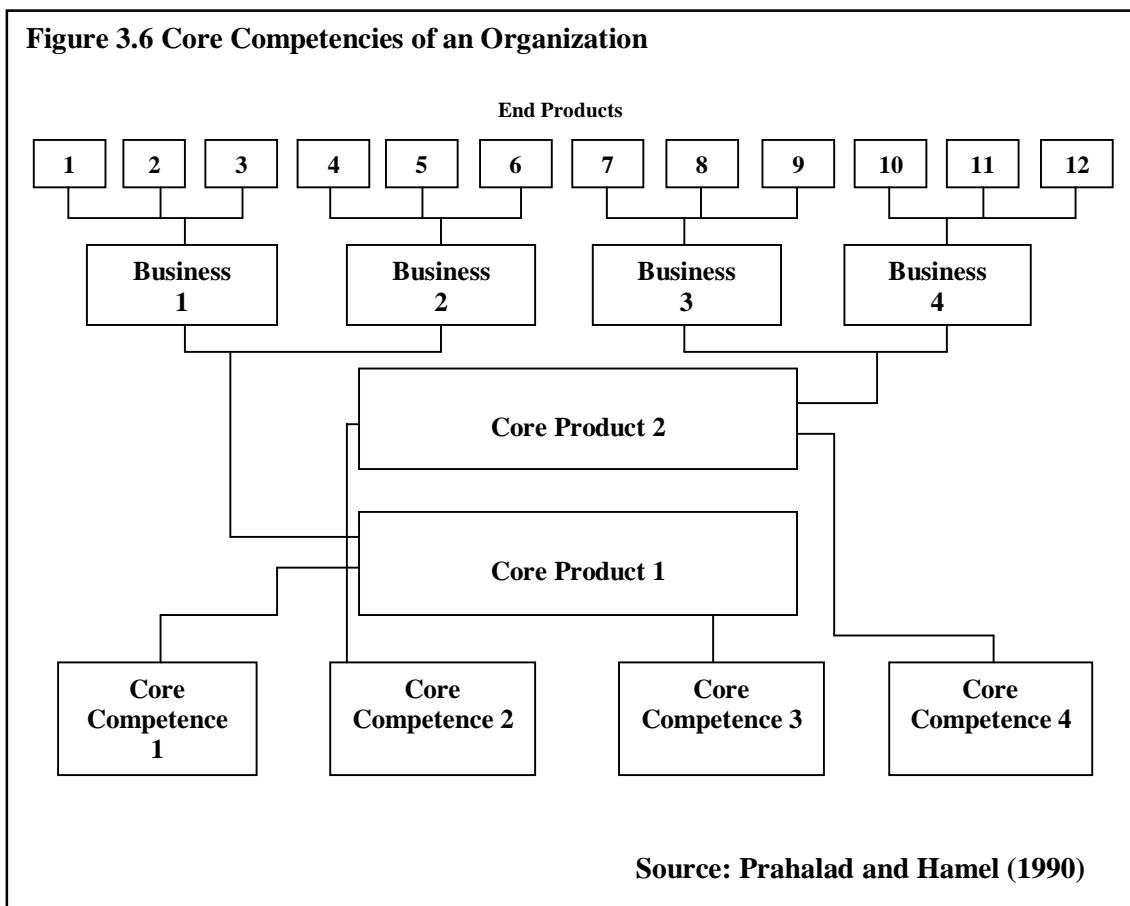 Figure 3.6 Core Competencies of an Organization
End Products
1 2 3 4 5 6 7 8 9 10 11 12
Business
1
Business
2
Business
3
Business
4
Core Product 2
Core Product 1
Core
Competence
1
Core
Competence 2
Core
Competence 3
Core
Competence 4
Source: Prahalad and Hamel (1990)